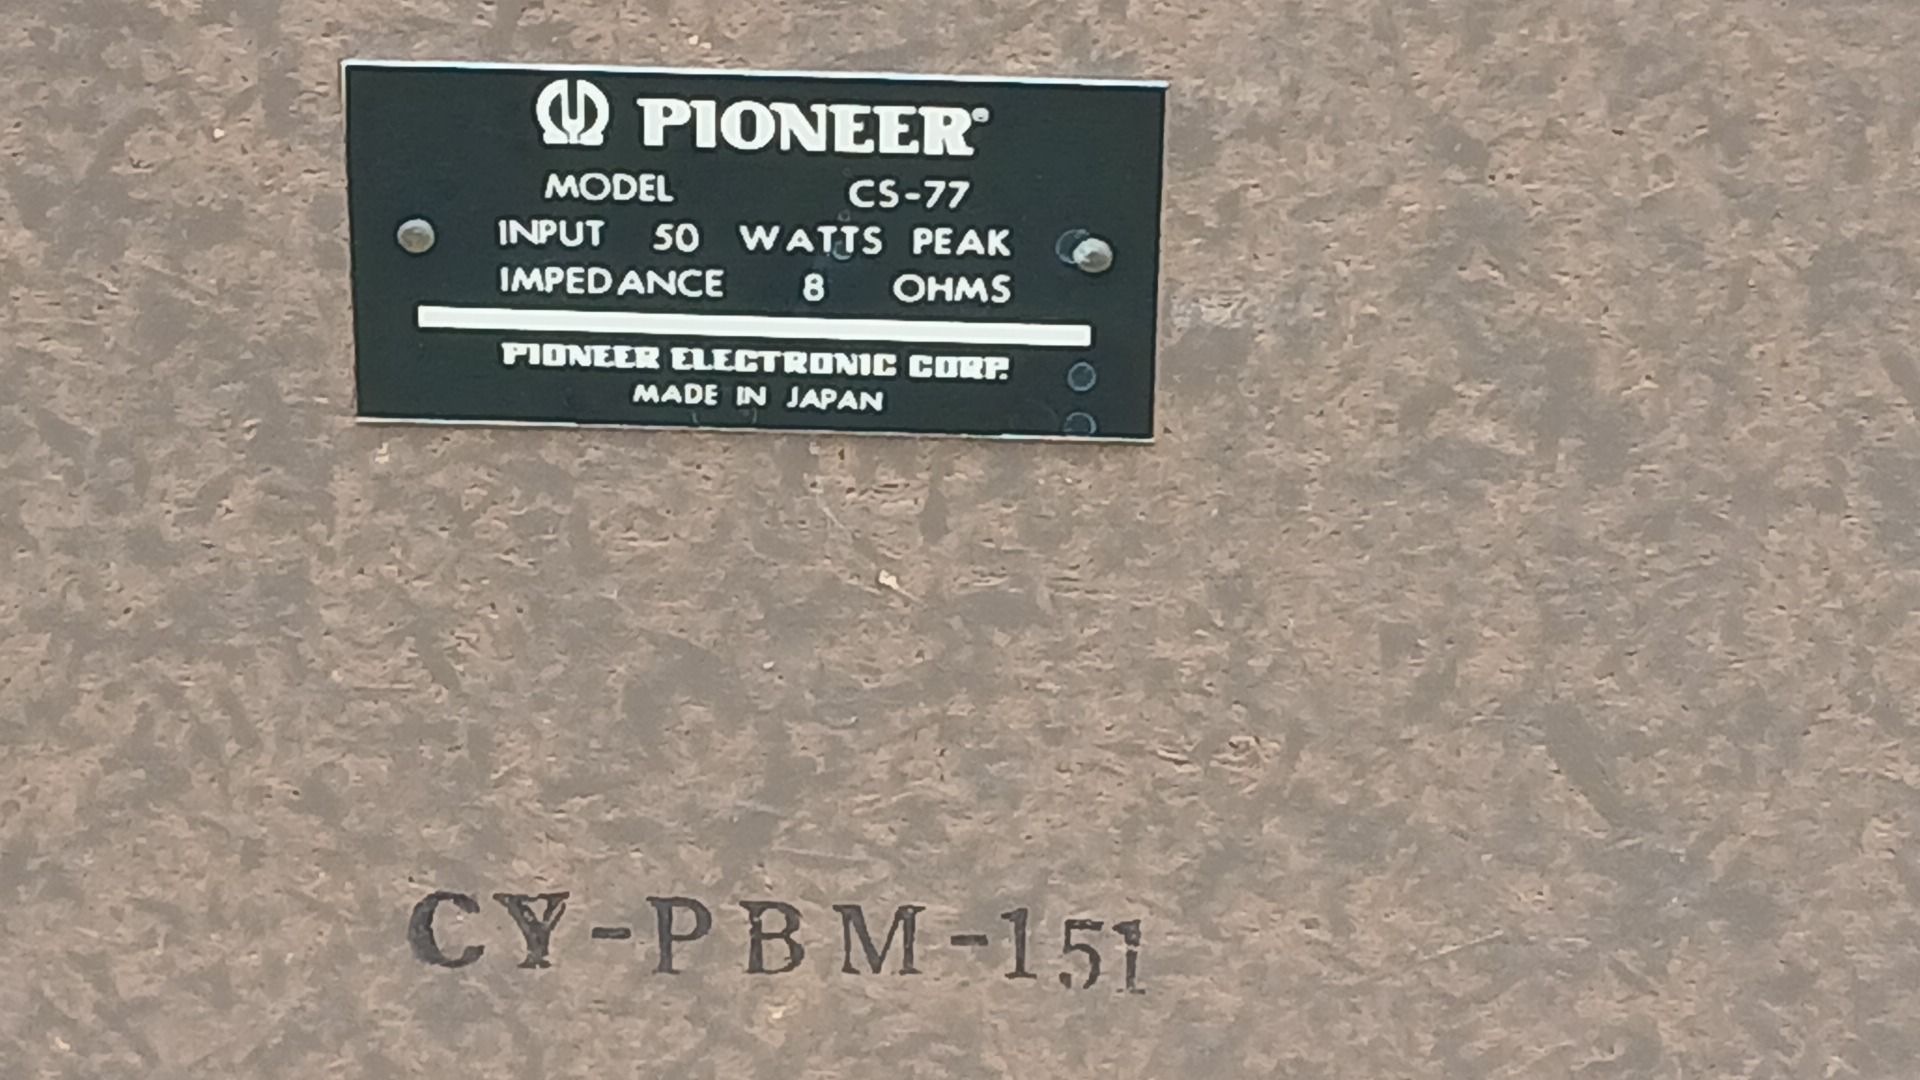 PIONEER®
MODEL CS-77
INPUT 50 WATTS PEAK
IMPEDANCE 8 OHMS
PIONEER ELECTRONIC CORP.
MADE IN JAPAN
CY-PBM-151